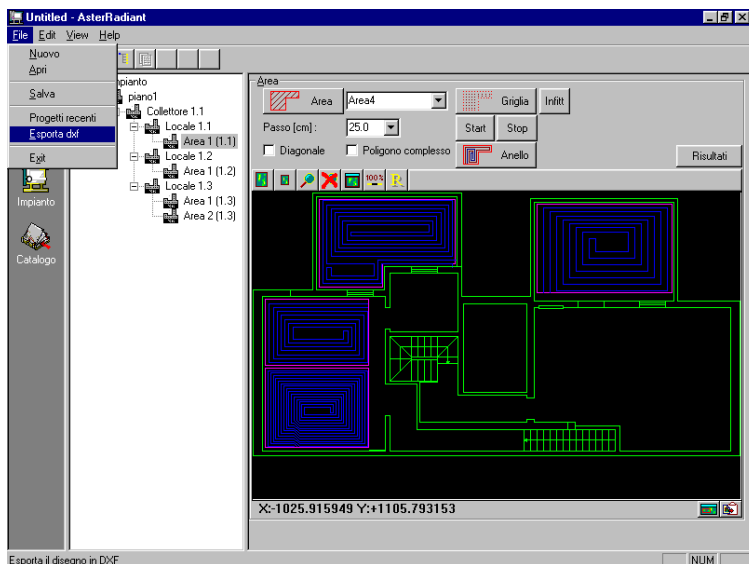 Untitled - AsterRadiant
File Edit View Help
Nuovo
Apri
Salva
Progetti recenti
Esporta dxf
Exit
Impianto
Catalogo
piano1
Collettore 1.1
Locale 1.1
Area 1 (1.1)
Locale 1.2
Area 1 (1.2)
Locale 1.3
Area 1 (1.3)
Area 2 (1.3)
Area
Area Area4 Griglia Infitt
Passo [cm] : 25.0 Start Stop
Diagonale Poligono complesso Anello Risultati
100% R
X:-1025.915949 Y:+1105.793153
Esporta il disegno in DXF NUM